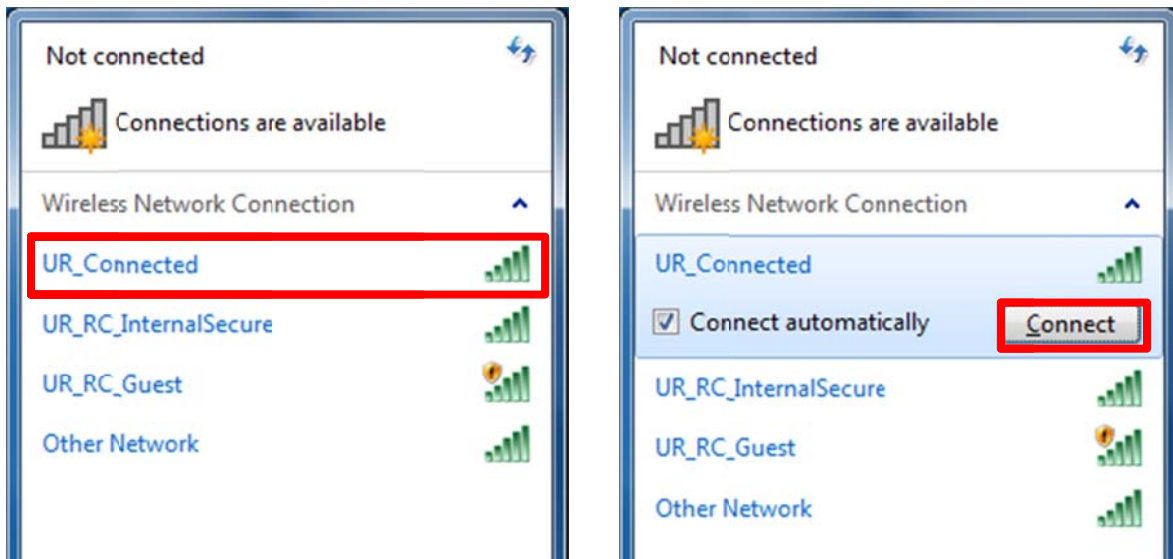 Not connected
Connections are available
Wireless Network Connection
UR_Connected
UR_RC_InternalSecure
UR_RC_Guest
Other Network
Not connected
Connections are available
Wireless Network Connection
UR_Connected
Connect automatically Connect
UR_RC_InternalSecure
UR_RC_Guest
Other Network